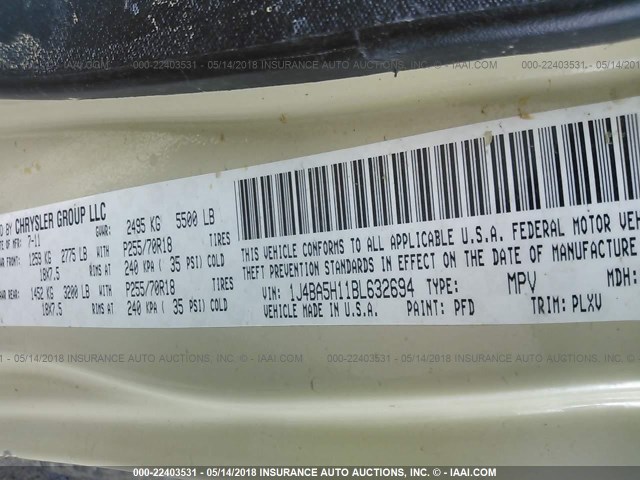 000-22403531 - 05/14/2018 INSURANCE AUTO AUCTIONS, INC. - © IAAI.COM
D BY CHRYSLER GROUP LLC
DATE OF MFR: 7-11 GVWR: 2495 KG 5500 LB
FRONT: 1259 KG 2775 LB P255/70R18 TIRES
18X7.5 RIMS AT 240 KPA ( 35 PSI) COLD
REAR: 1452 KG 3200 LB P255/70R18 TIRES
18X7.5 RIMS AT 240 KPA ( 35 PSI) COLD
THIS VEHICLE CONFORMS TO ALL APPLICABLE U.S.A. FEDERAL MOTOR VEH
THEFT PREVENTION STANDARDS IN EFFECT ON THE DATE OF MANUFACTURE
VIN: 1J4BA5H11BL632694 TYPE: MPV MDH:
VEHICLE MADE IN U.S.A. PAINT: PFD TRIM: PLXV
000-22403531 - 05/14/2018 INSURANCE AUTO AUCTIONS, INC. - © IAAI.COM
000-22403531 - 05/14/2018 INSURANCE AUTO AUCTIONS, INC. - © IAAI.COM